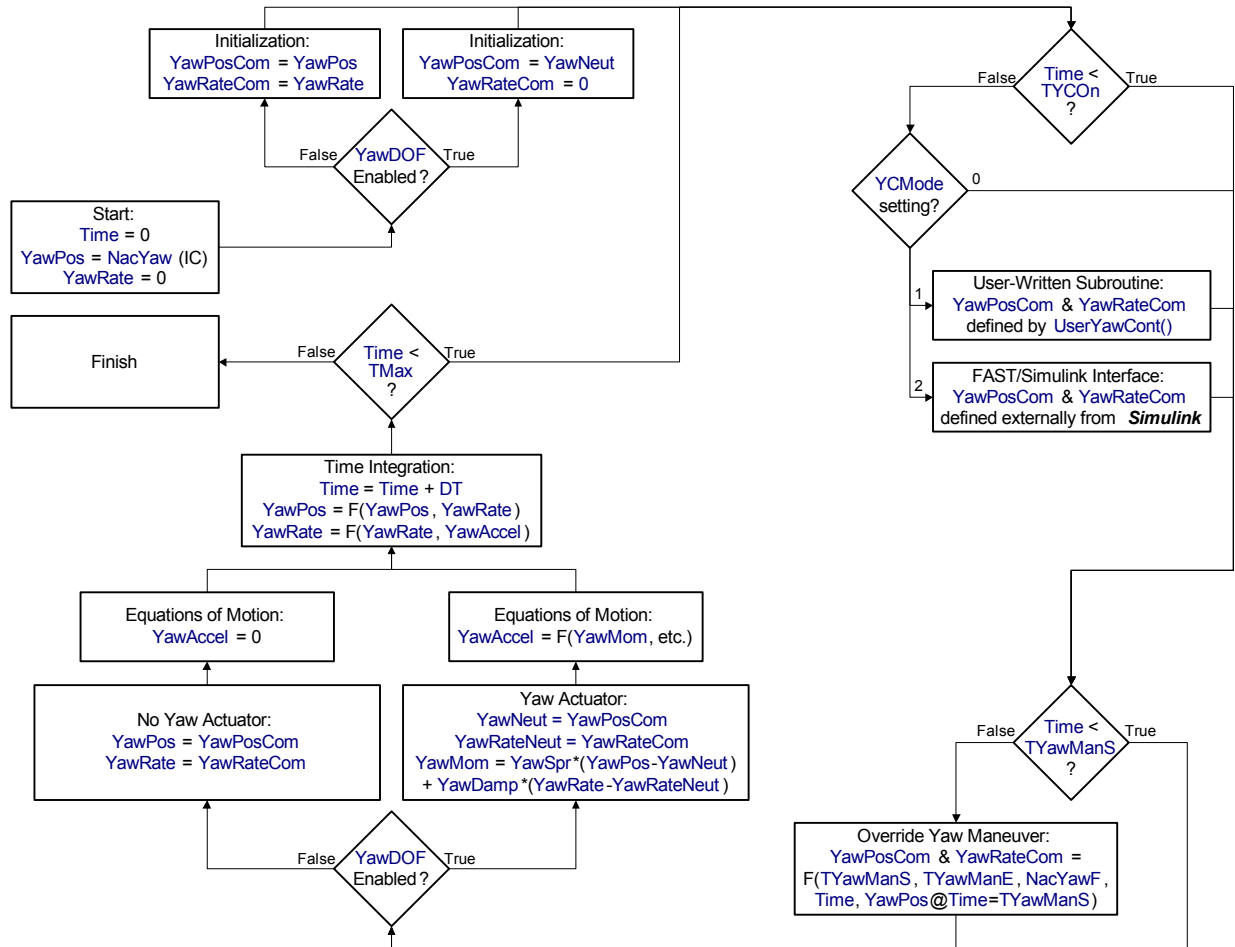 Initialization:
YawPosCom = YawPos
YawRateCom = YawRate
Initialization:
YawPosCom = YawNeut
YawRateCom = 0
False
YawDOF
Enabled?
True
Start:
Time = 0
YawPos = NacYaw (IC)
YawRate = 0
Finish
False
Time <
TMax
?
True
Time Integration:
Time = Time + DT
YawPos = F(YawPos, YawRate)
YawRate = F(YawRate, YawAccel)
Equations of Motion:
YawAccel = 0
Equations of Motion:
YawAccel = F(YawMom, etc.)
No Yaw Actuator:
YawPos = YawPosCom
YawRate = YawRateCom
Yaw Actuator:
YawNeut = YawPosCom
YawRateNeut = YawRateCom
YawMom = YawSpr*(YawPos-YawNeut)
+ YawDamp*(YawRate-YawRateNeut)
False
YawDOF
Enabled?
True
False
Time <
TYCOn
?
True
YCMode
setting?
0
1
User-Written Subroutine:
YawPosCom & YawRateCom
defined by UserYawCont()
2
FAST/Simulink Interface:
YawPosCom & YawRateCom
defined externally from Simulink
False
Time <
TYawManS
?
True
Override Yaw Maneuver:
YawPosCom & YawRateCom =
F(TYawManS, TYawManE, NacYawF,
Time, YawPos@Time=TYawManS)